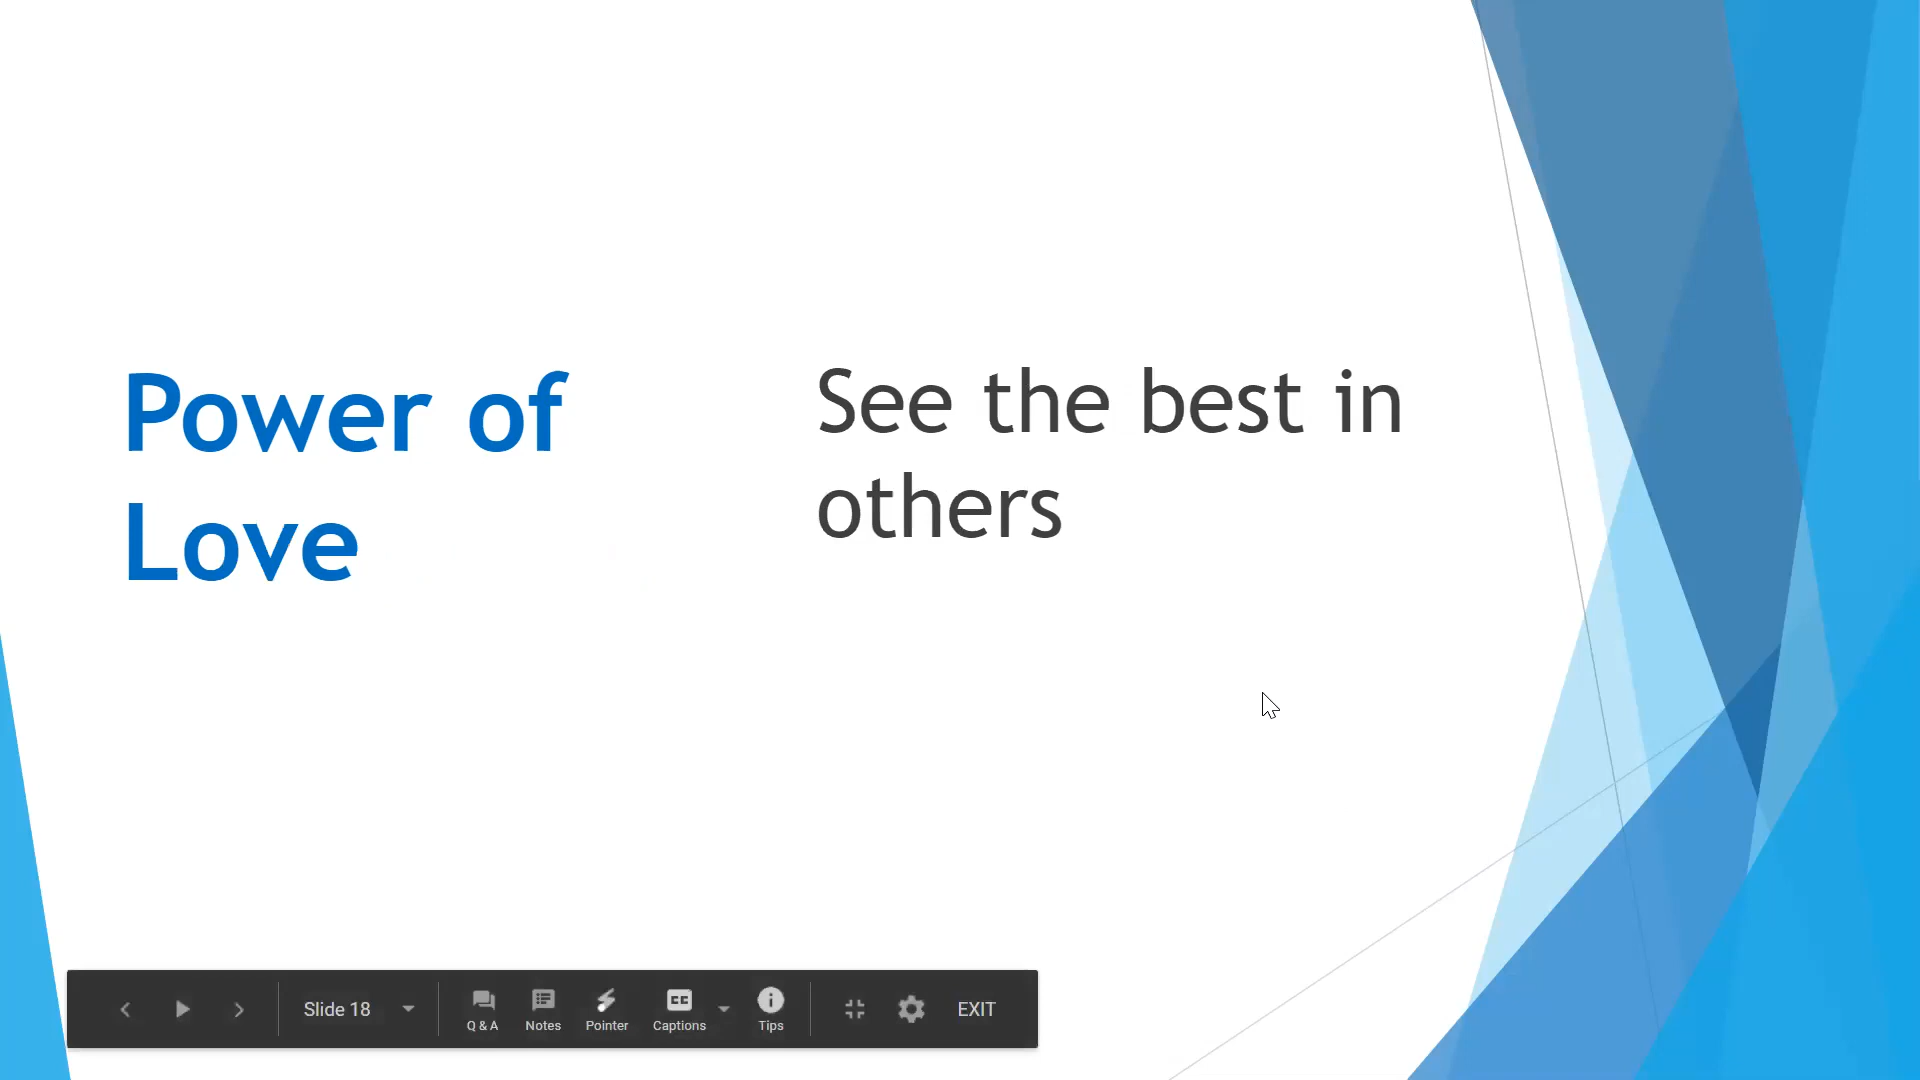 Power of
Love
See the best in
others
Slide 18
Q & A
Notes
Pointer
Captions
Tips
EXIT